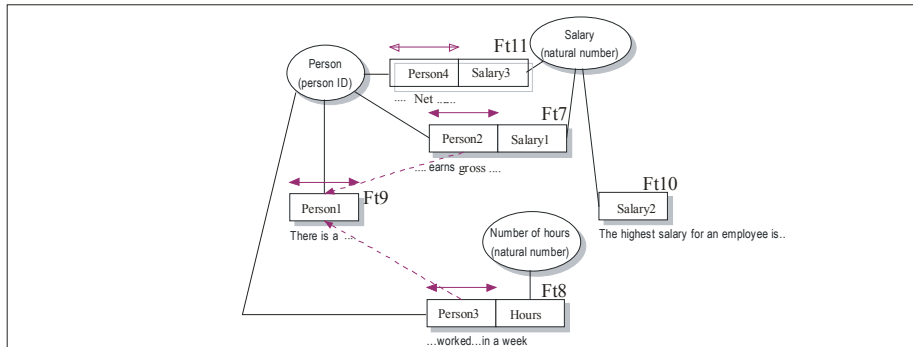 Ft11
Salary
(natural number)
Person
(person ID)
Person4 Salary3
.... Net ......
Ft7
Person2 Salary1
.... earns gross ....
Ft10
Ft9
Person1
Salary2
There is a ...
Number of hours
(natural number)
The highest salary for an employee is..
Ft8
Person3 Hours
...worked...in a week